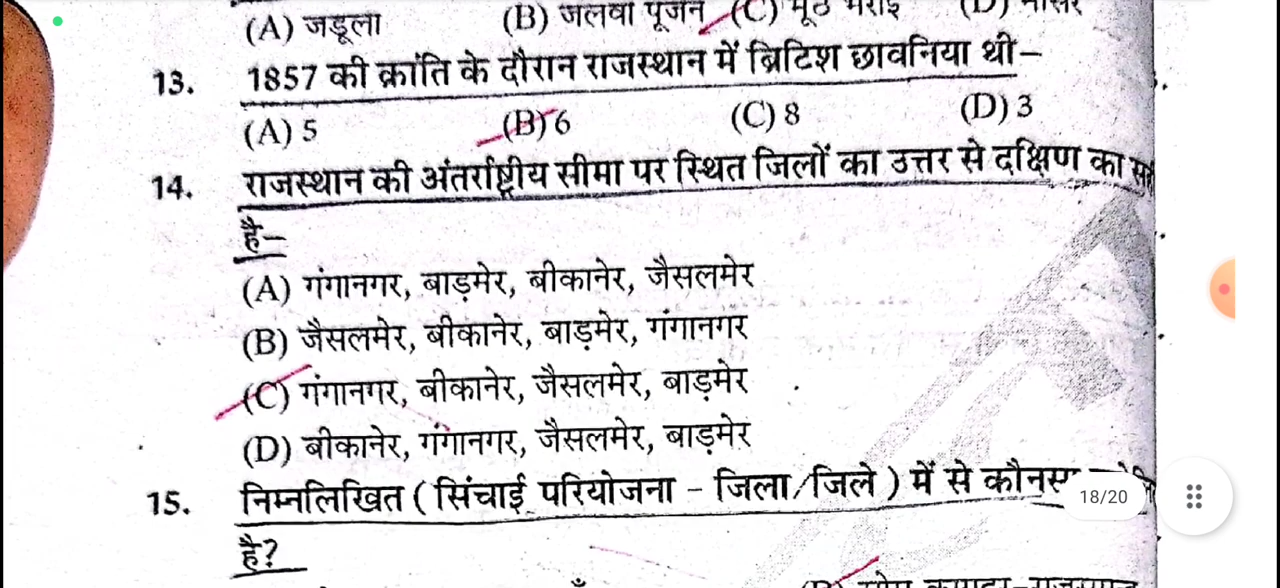 (A) जडूला (B) जलवा पूजन (C) मूठ भराई (D)
13. 1857 की क्रांति के दौरान राजस्थान में ब्रिटिश छावनिया थी–
(A) 5 (B) 6 (C) 8 (D) 3
14. राजस्थान की अंतर्राष्ट्रीय सीमा पर स्थित जिलों का उत्तर से दक्षिण का
है–
(A) गंगानगर, बाड़मेर, बीकानेर, जैसलमेर
(B) जैसलमेर, बीकानेर, बाड़मेर, गंगानगर
(C) गंगानगर, बीकानेर, जैसलमेर, बाड़मेर
(D) बीकानेर, गंगानगर, जैसलमेर, बाड़मेर
15. निम्नलिखित ( सिंचाई परियोजना - जिला/जिले ) में से
18/20
है?